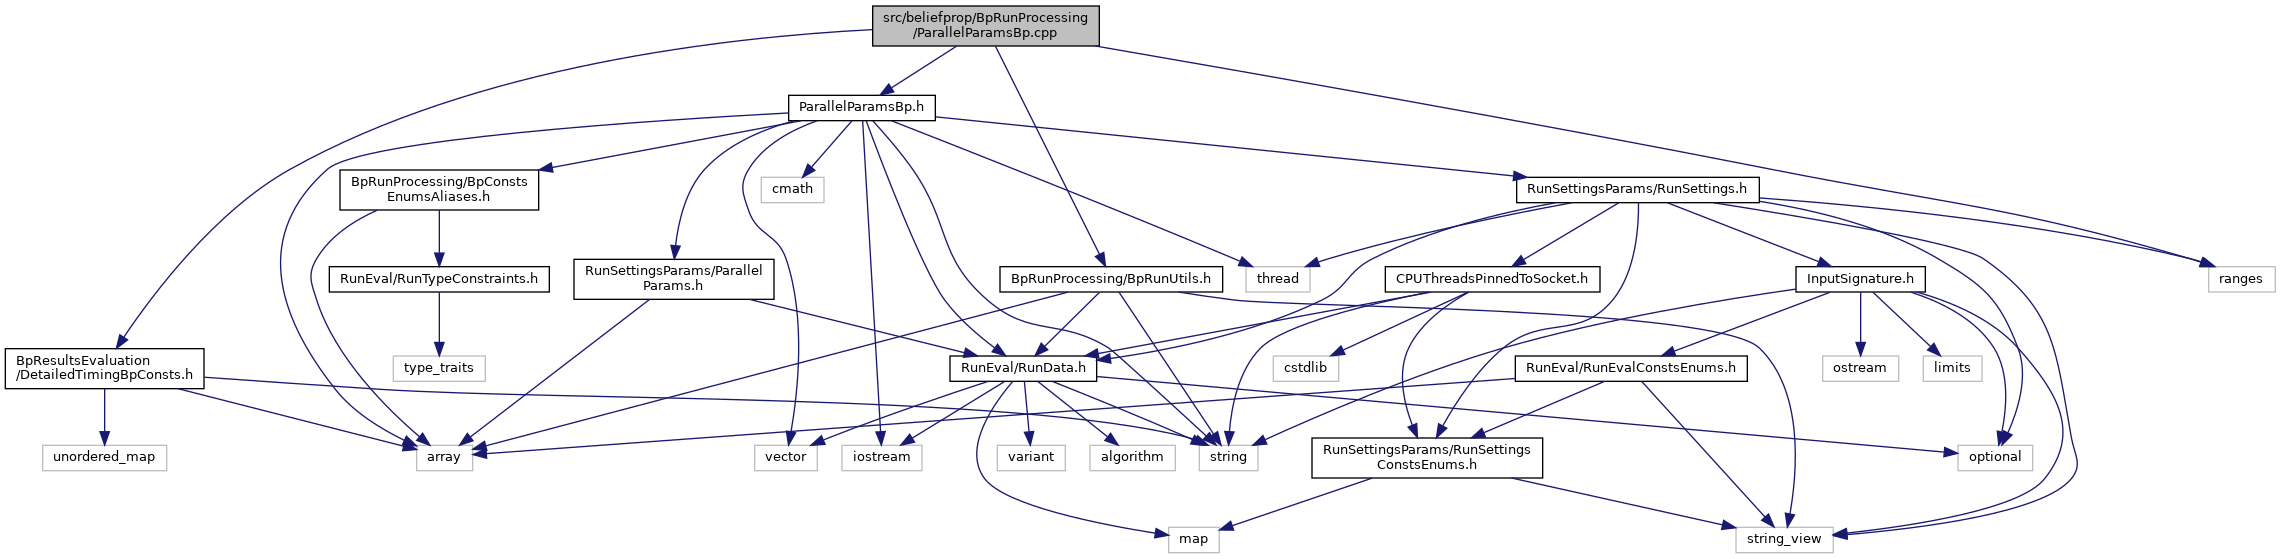 src/beliefprop/BpRunProcessing
/ParallelParamsBp.cpp
ParallelParamsBp.h
BpRunProcessing/BpConsts
EnumsAliases.h
cmath
RunSettingsParams/RunSettings.h
RunEval/RunTypeConstraints.h
RunSettingsParams/Parallel
Params.h
BpRunProcessing/BpRunUtils.h
thread
CPUThreadsPinnedToSocket.h
InputSignature.h
ranges
BpResultsEvaluation
/DetailedTimingBpConsts.h
type_traits
RunEval/RunData.h
cstdlib
RunEval/RunEvalConstsEnums.h
ostream
limits
unordered_map
array
vector
iostream
variant
algorithm
string
RunSettingsParams/RunSettings
ConstsEnums.h
optional
map
string_view